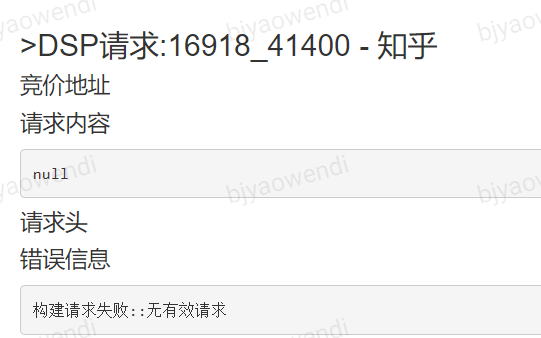 >DSP请求:16918_41400 - 知乎
竞价地址
请求内容
null
请求头
错误信息
构建请求失败::无有效请求
bjyaowendi
bjyaowendi
bjyaowendi
bjyaowendi